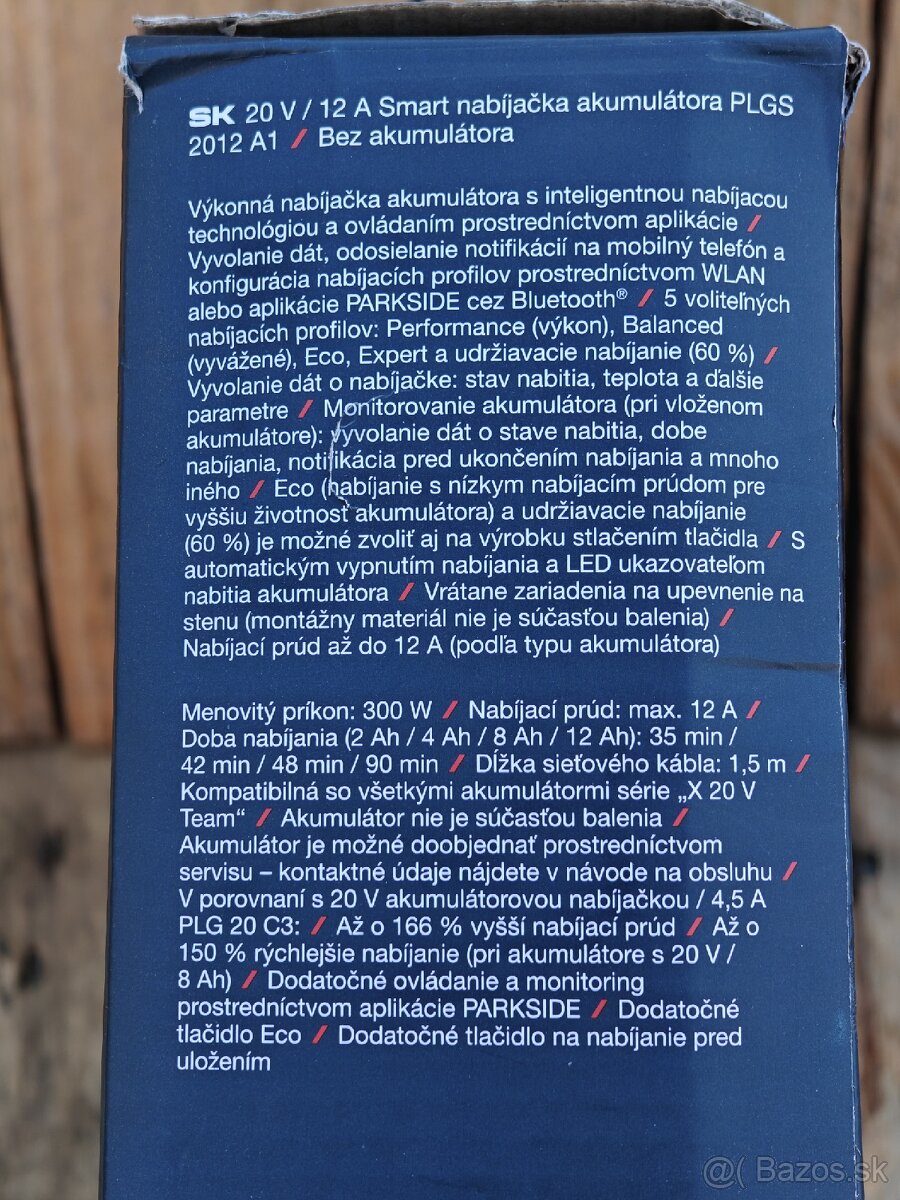 SK 20 V / 12 A Smart nabíjačka akumulátora PLGS
2012 A1 / Bez akumulátora
Výkonná nabíjačka akumulátora s inteligentnou nabíjacou
technológiou a ovládaním prostredníctvom aplikácie /
Vyvolanie dát, odosielanie notifikácií na mobilný telefón a
konfigurácia nabíjacích profilov prostredníctvom WLAN
alebo aplikácie PARKSIDE cez Bluetooth® / 5 voliteľných
nabíjacích profilov: Performance (výkon), Balanced
(vyvážené), Eco, Expert a udržiavacie nabíjanie (60 %) /
Vyvolanie dát o nabíjačke: stav nabitia, teplota a ďalšie
parametre / Monitorovanie akumulátora (pri vloženom
akumulátore): vyvolanie dát o stave nabitia, dobe
nabíjania, notifikácia pred ukončením nabíjania a mnoho
iného / Eco (nabíjanie s nízkym nabíjacím prúdom pre
vyššiu životnosť akumulátora) a udržiavacie nabíjanie
(60 %) je možné zvoliť aj na výrobku stlačením tlačidla / S
automatickým vypnutím nabíjania a LED ukazovateľom
nabitia akumulátora / Vrátane zariadenia na upevnenie na
stenu (montážny materiál nie je súčasťou balenia) /
Nabíjací prúd až do 12 A (podľa typu akumulátora)
Menovitý príkon: 300 W / Nabíjací prúd: max. 12 A /
Doba nabíjania (2 Ah / 4 Ah / 8 Ah / 12 Ah): 35 min /
42 min / 48 min / 90 min / Dĺžka sieťového kábla: 1,5 m /
Kompatibilná so všetkými akumulátormi série „X 20 V
Team“ / Akumulátor nie je súčasťou balenia /
Akumulátor je možné doobjednať prostredníctvom
servisu – kontaktné údaje nájdete v návode na obsluhu /
V porovnaní s 20 V akumulátorovou nabíjačkou / 4,5 A
PLG 20 C3: / Až o 166 % vyšší nabíjací prúd / Až o
150 % rýchlejšie nabíjanie (pri akumulátore s 20 V /
8 Ah) / Dodatočné ovládanie a monitoring
prostredníctvom aplikácie PARKSIDE / Dodatočné
tlačidlo Eco / Dodatočné tlačidlo na nabíjanie pred
uložením
@( Bazos.sk